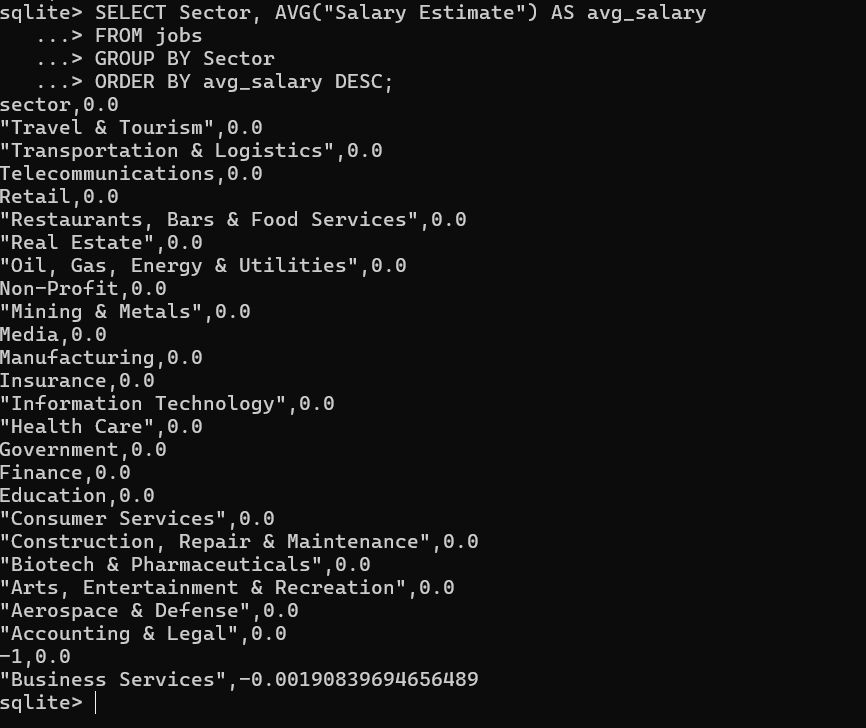 sqlite> SELECT Sector, AVG("Salary Estimate") AS avg_salary
   ...> FROM jobs
   ...> GROUP BY Sector
   ...> ORDER BY avg_salary DESC;
sector,0.0
"Travel & Tourism",0.0
"Transportation & Logistics",0.0
Telecommunications,0.0
Retail,0.0
"Restaurants, Bars & Food Services",0.0
"Real Estate",0.0
"Oil, Gas, Energy & Utilities",0.0
Non-Profit,0.0
"Mining & Metals",0.0
Media,0.0
Manufacturing,0.0
Insurance,0.0
"Information Technology",0.0
"Health Care",0.0
Government,0.0
Finance,0.0
Education,0.0
"Consumer Services",0.0
"Construction, Repair & Maintenance",0.0
"Biotech & Pharmaceuticals",0.0
"Arts, Entertainment & Recreation",0.0
"Aerospace & Defense",0.0
"Accounting & Legal",0.0
-1,0.0
"Business Services",-0.00190839694656489
sqlite>